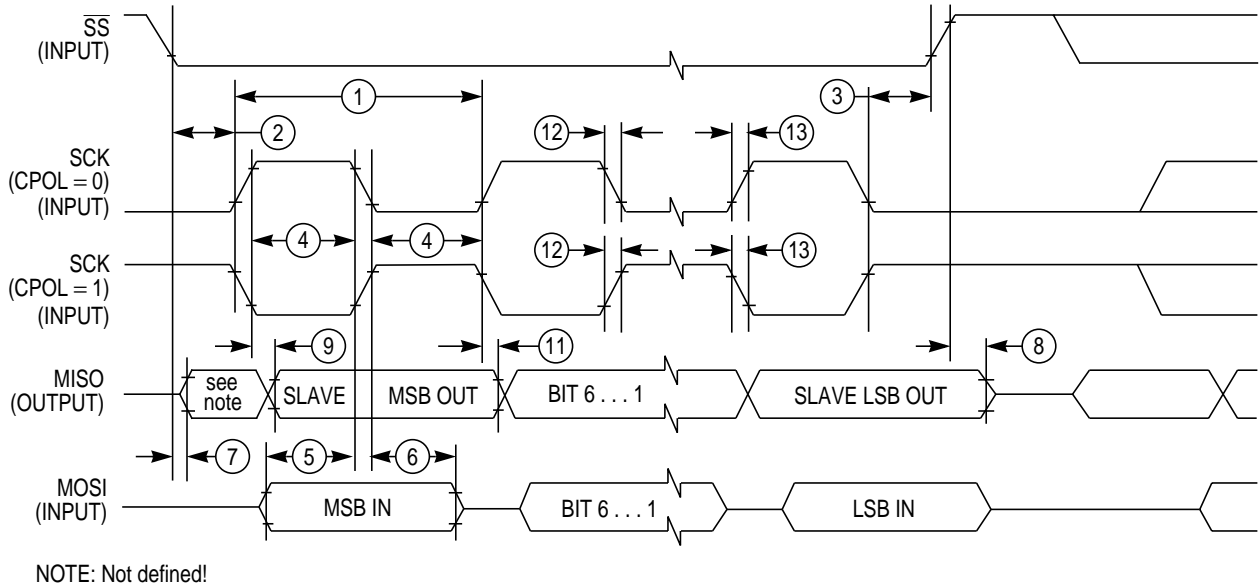 SS
(INPUT)
1
3
2
12
13
SCK
(CPOL = 0)
(INPUT)
4
4
12
13
SCK
(CPOL = 1)
(INPUT)
9
11
8
MISO
(OUTPUT)
see
note
SLAVE
MSB OUT
BIT 6 . . . 1
SLAVE LSB OUT
7
5
6
MOSI
(INPUT)
MSB IN
BIT 6 . . . 1
LSB IN
NOTE: Not defined!